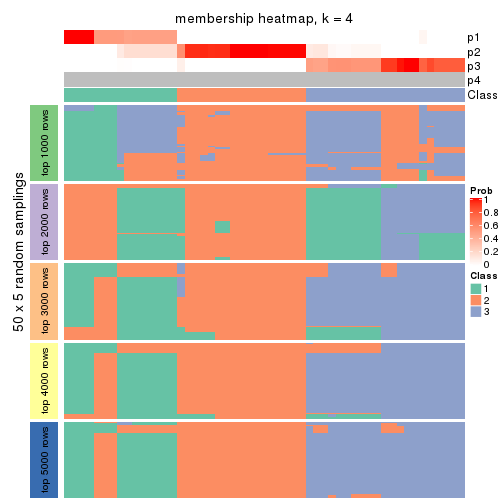 membership heatmap, k = 4
p1
p2
p3
p4
Class
50 x 5 random samplings
top 1000 rows
top 2000 rows
top 3000 rows
top 4000 rows
top 5000 rows
Prob
1
0.8
0.6
0.4
0.2
0
Class
1
2
3